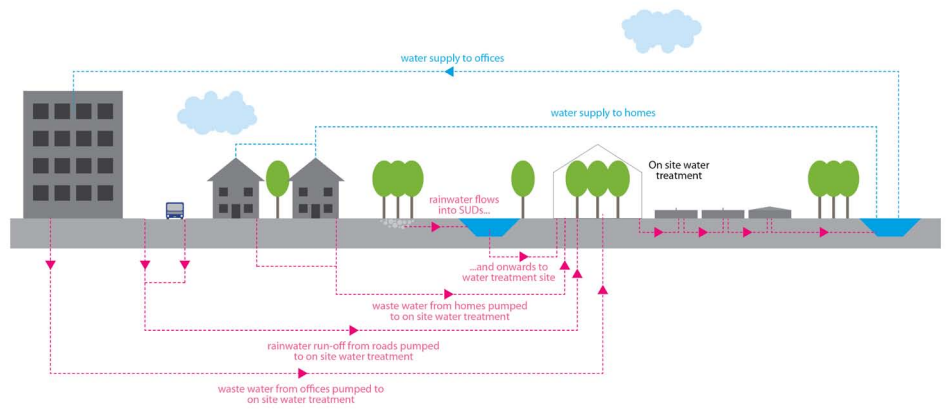 water supply to offices
water supply to homes
On site water
treatment
rainwater flows
into SUDs...
...and onwards to
water treatment site
waste water from homes pumped
to on site water treatment
rainwater run-off from roads pumped
to on site water treatment
waste water from offices pumped to
on site water treatment